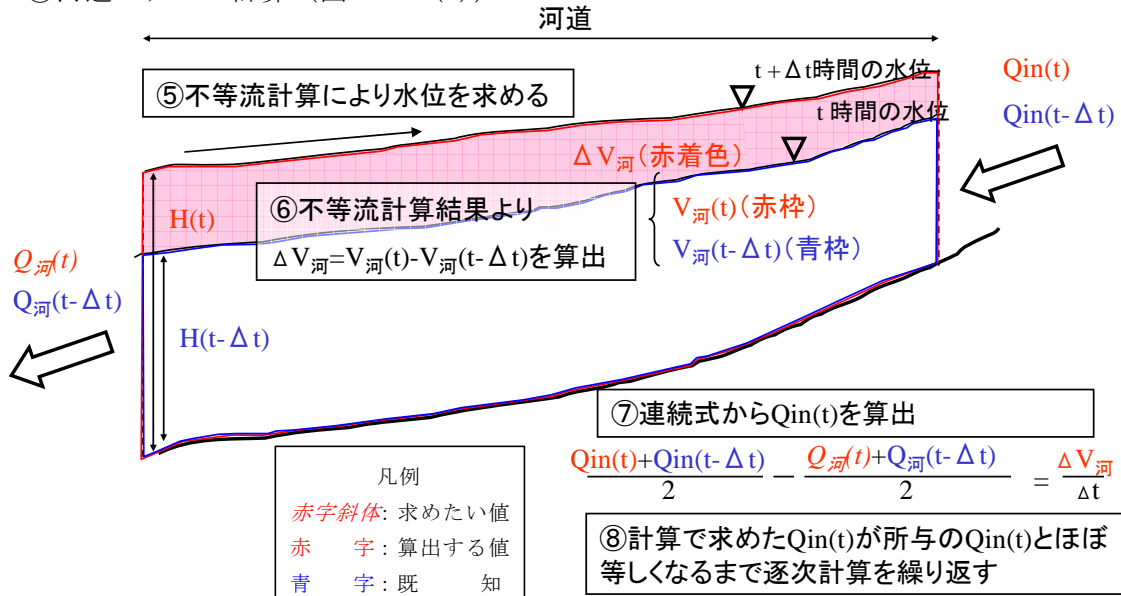 河道
t+Δt時間の水位
Qin(t)
⑤不等流計算により水位を求める
t 時間の水位
Qin(t-Δt)
ΔV河(赤着色)
H(t)
⑥不等流計算結果より
ΔV河=V河(t)-V河(t-Δt)を算出
V河(t)(赤枠)
V河(t-Δt)(青枠)
Q河(t)
Q河(t-Δt)
H(t-Δt)
⑦連続式からQin(t)を算出
Qin(t)+Qin(t-Δt)/2 − Q河(t)+Q河(t-Δt)/2 = ΔV河/Δt
凡例
赤字斜体: 求めたい値
赤 字: 算出する値
青 字: 既 知
⑧計算で求めたQin(t)が所与のQin(t)とほぼ
等しくなるまで逐次計算を繰り返す